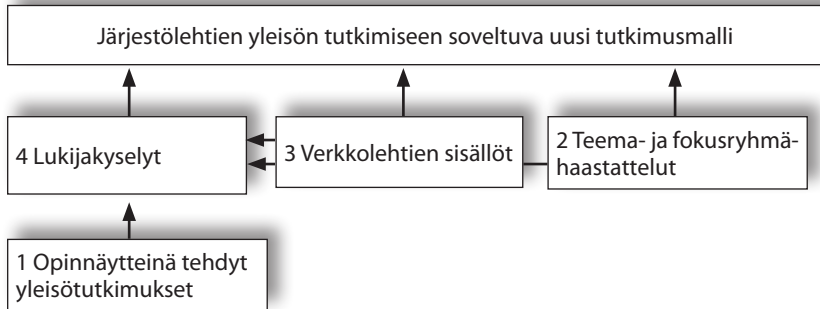 Järjestölehtien yleisön tutkimiseen soveltuva uusi tutkimusmalli
4 Lukijakyselyt
3 Verkkolehtien sisällöt
2 Teema- ja fokusryhmä-
haastattelut
1 Opinnäytteinä tehdyt
yleisötutkimukset